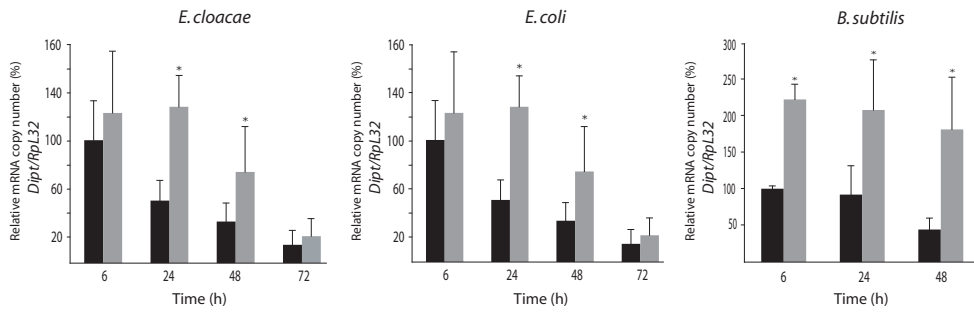 E. cloacae
Relative mRNA copy number (%)
Dipt/RpL32
160
140
100
60
20
*
*
6 24 48 72
Time (h)
E. coli
Relative mRNA copy number (%)
Dipt/RpL32
160
140
100
60
20
*
*
6 24 48 72
Time (h)
B. subtilis
Relative mRNA copy number (%)
Dipt/RpL32
300
250
200
150
100
50
*
*
*
6 24 48
Time (h)